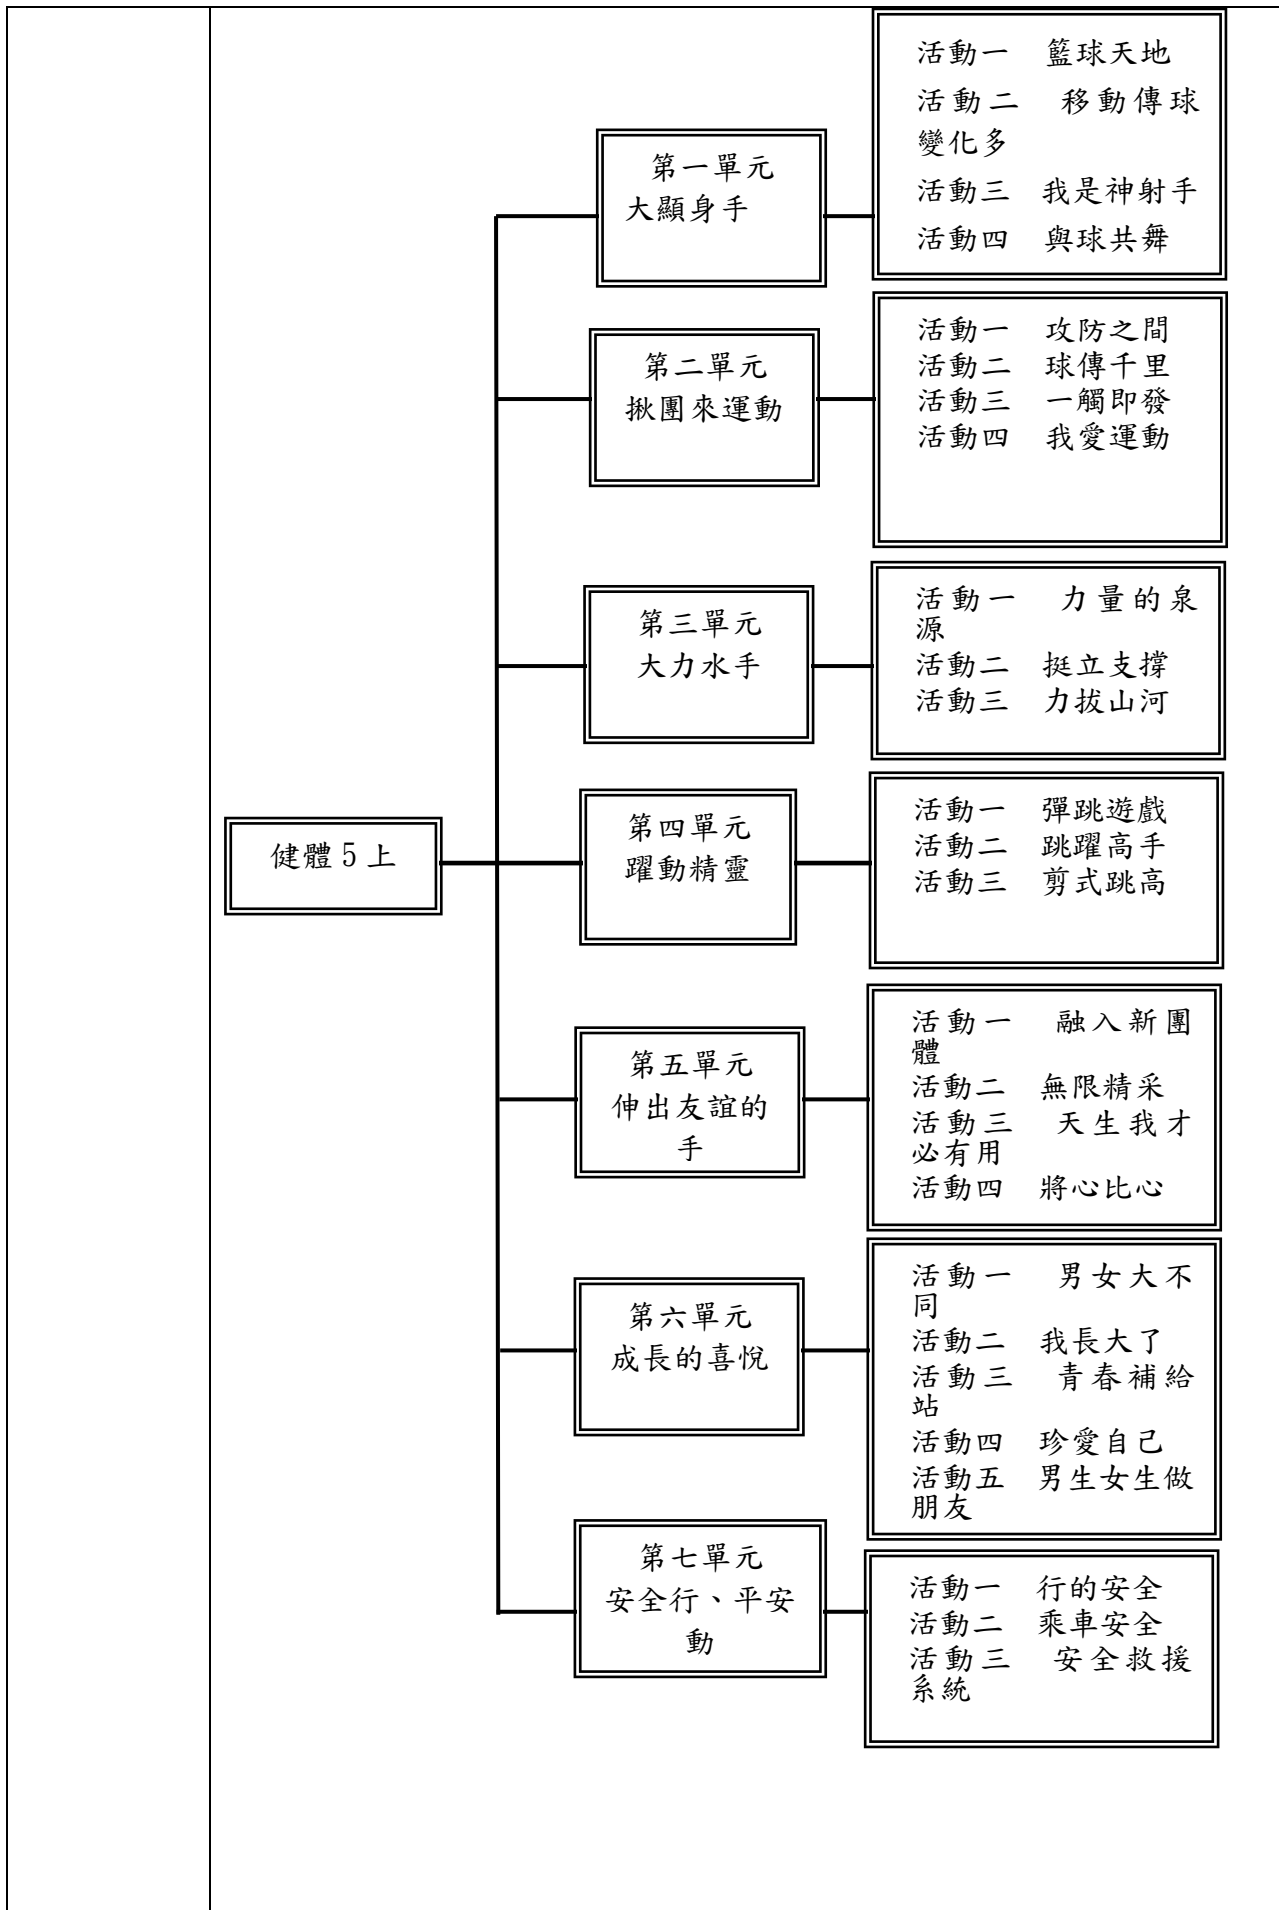 健體5上
第一單元
大顯身手
活動一　籃球天地
活動二　移動傳球
變化多
活動三　我是神射手
活動四　與球共舞
第二單元
揪團來運動
活動一　攻防之間
活動二　球傳千里
活動三　一觸即發
活動四　我愛運動
第三單元
大力水手
活動一　力量的泉
源
活動二　挺立支撐
活動三　力拔山河
第四單元
躍動精靈
活動一　彈跳遊戲
活動二　跳躍高手
活動三　剪式跳高
第五單元
伸出友誼的
手
活動一　融入新團
體
活動二　無限精采
活動三　天生我才
必有用
活動四　將心比心
第六單元
成長的喜悅
活動一　男女大不
同
活動二　我長大了
活動三　青春補給
站
活動四　珍愛自己
活動五　男生女生做
朋友
第七單元
安全行、平安
動
活動一　行的安全
活動二　乘車安全
活動三　安全救援
系統